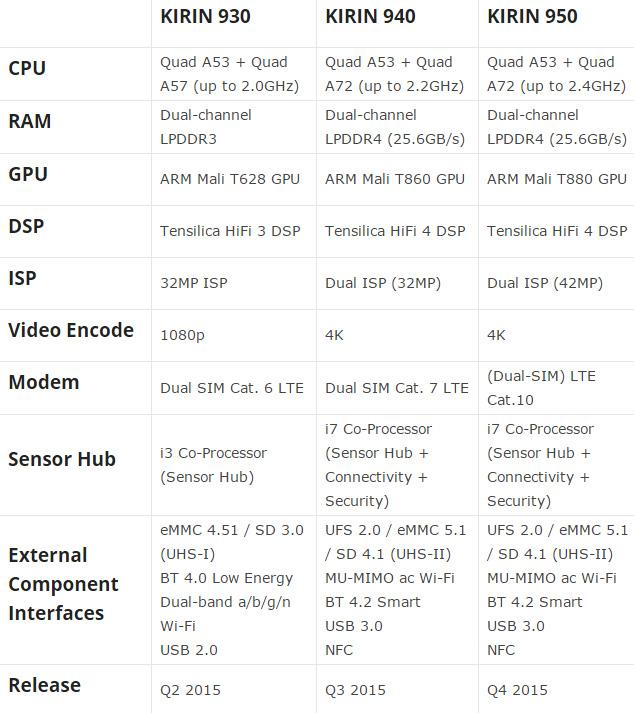 KIRIN 930 KIRIN 940 KIRIN 950
CPU
Quad A53 + Quad
A57 (up to 2.0GHz)
Quad A53 + Quad
A72 (up to 2.2GHz)
Quad A53 + Quad
A72 (up to 2.4GHz)
RAM
Dual-channel
LPDDR3
Dual-channel
LPDDR4 (25.6GB/s)
Dual-channel
LPDDR4 (25.6GB/s)
GPU
ARM Mali T628 GPU
ARM Mali T860 GPU
ARM Mali T880 GPU
DSP
Tensilica HiFi 3 DSP
Tensilica HiFi 4 DSP
Tensilica HiFi 4 DSP
ISP
32MP ISP
Dual ISP (32MP)
Dual ISP (42MP)
Video Encode
1080p
4K
4K
Modem
Dual SIM Cat. 6 LTE
Dual SIM Cat. 7 LTE
(Dual-SIM) LTE
Cat.10
Sensor Hub
i3 Co-Processor
(Sensor Hub)
i7 Co-Processor
(Sensor Hub +
Connectivity +
Security)
i7 Co-Processor
(Sensor Hub +
Connectivity +
Security)
External
Component
Interfaces
eMMC 4.51 / SD 3.0
(UHS-I)
BT 4.0 Low Energy
Dual-band a/b/g/n
Wi-Fi
USB 2.0
UFS 2.0 / eMMC 5.1
/ SD 4.1 (UHS-II)
MU-MIMO ac Wi-Fi
BT 4.2 Smart
USB 3.0
NFC
UFS 2.0 / eMMC 5.1
/ SD 4.1 (UHS-II)
MU-MIMO ac Wi-Fi
BT 4.2 Smart
USB 3.0
NFC
Release
Q2 2015
Q3 2015
Q4 2015